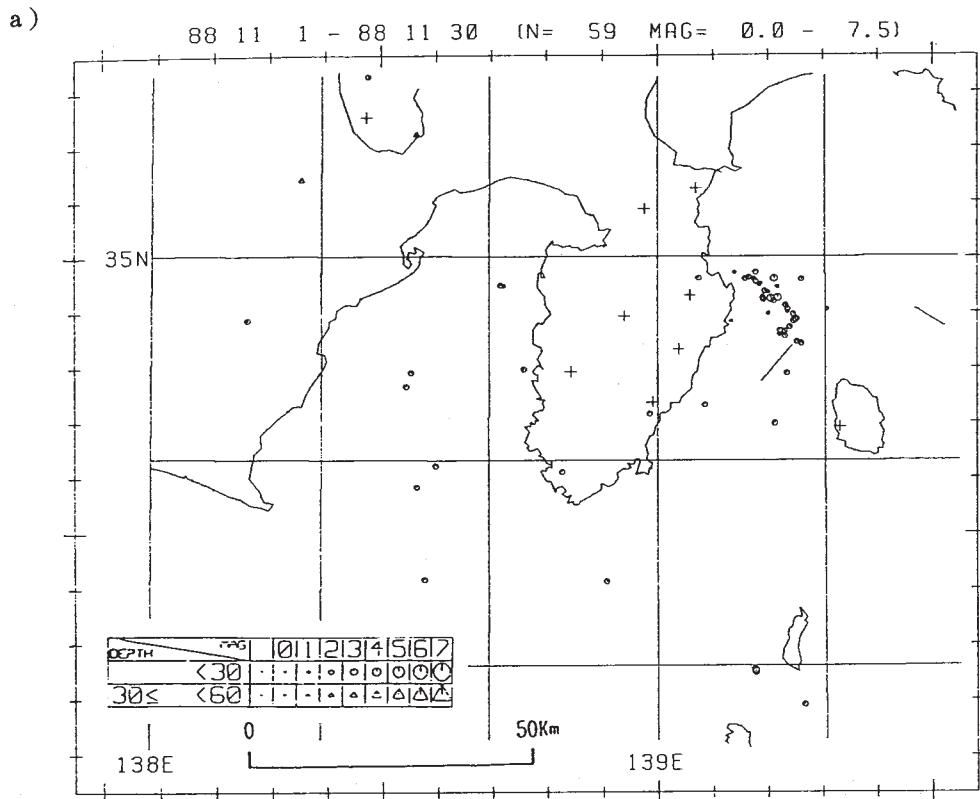 a)
88 11 1 - 88 11 30 (N= 59 MAG= 0.0 - 7.5)
35N
DEPTH MAG 0 1 2 3 4 5 6 7
<30
30≤ <60
0 50Km
138E 139E